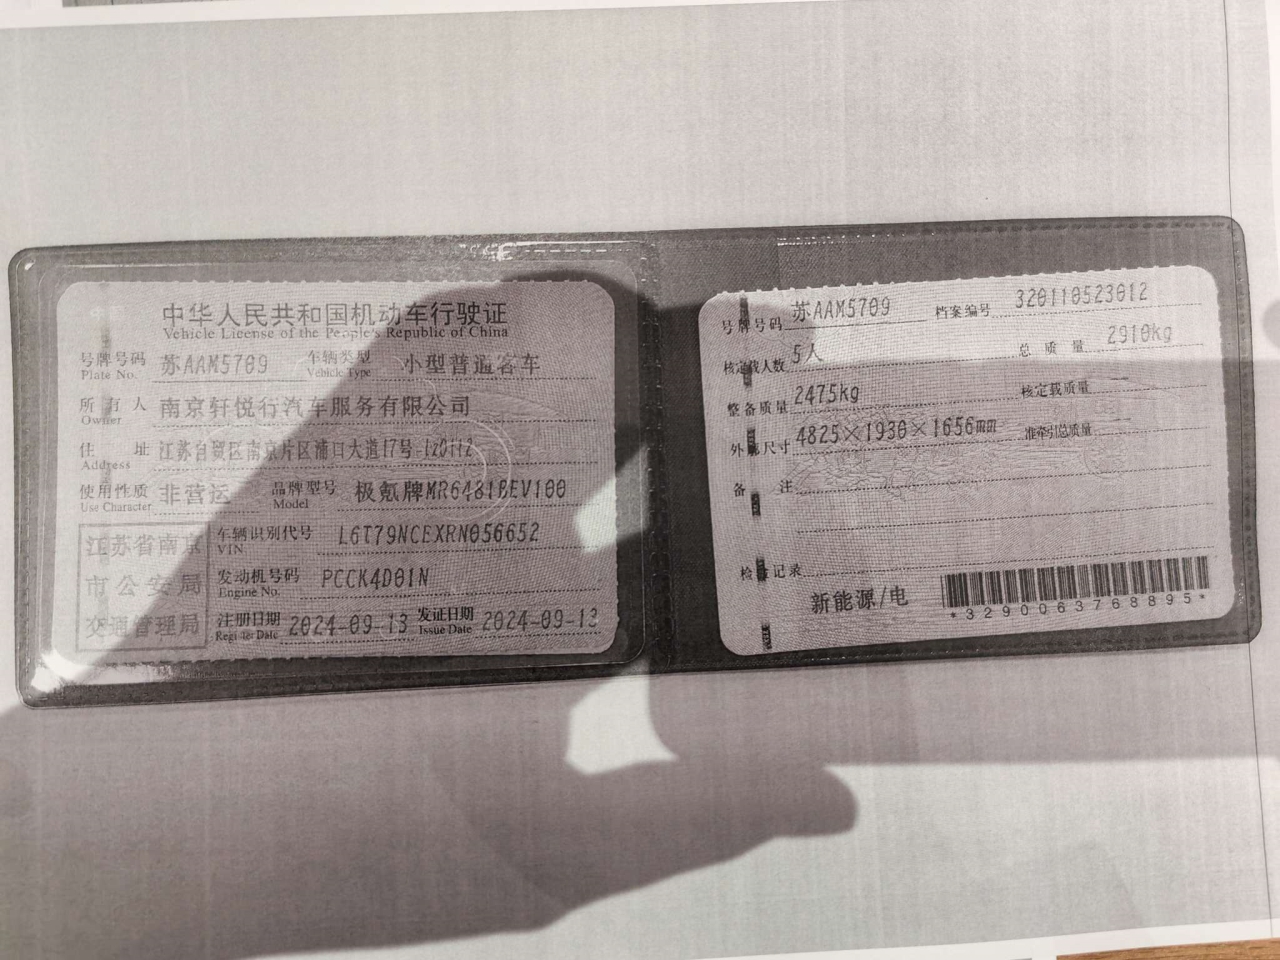 中华人民共和国机动车行驶证
Vehicle License of the People's Republic of China
号牌号码 苏AAM5709 车辆类型 小型普通客车
Plate No. Vehicle Type
所有人 南京轩悦行汽车服务有限公司
Owner
住址 江苏自贸区南京片区浦口大道17号
Address
使用性质 非营运 品牌型号 极氪牌MR6481BEV100
Use Character Model
江苏省南京市公安局交通管理局
车辆识别代号 L6T79NCEXRN056652
VIN
发动机号码 PCCK4D01N
Engine No.
注册日期 2024-09-13 发证日期 2024-09-13
Register Date Issue Date
号牌号码 苏AAM5709 档案编号 320110523012
核定载人数 5人 总质量 2910kg
整备质量 2475kg 核定载质量
外廓尺寸 4825×1930×1656mm 准牵引总质量
备注
检验记录
新能源/电
*3290063768895*